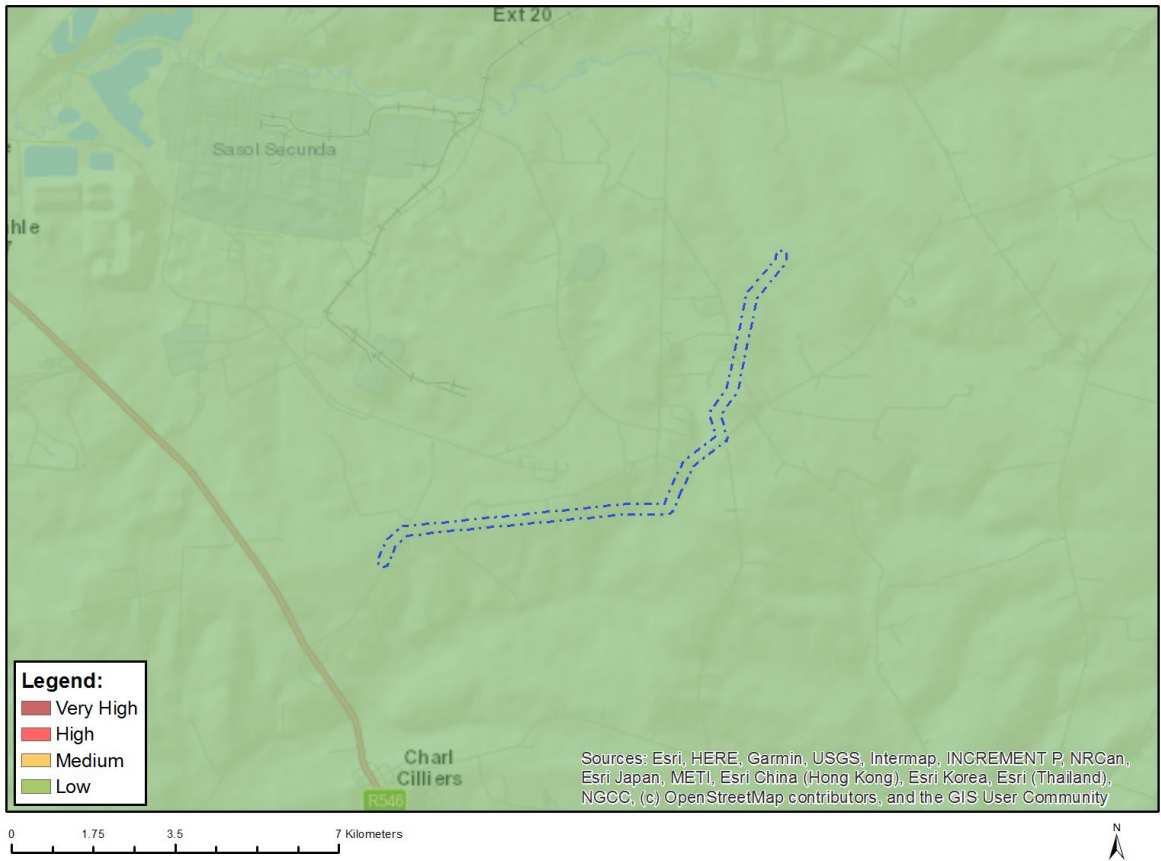 Ext 20
Sasol Secunda
hle
Legend:
Very High
High
Medium
Low
Charl
Cilliers
R546
Sources: Esri, HERE, Garmin, USGS, Intermap, INCREMENT P, NRCan,
Esri Japan, METI, Esri China (Hong Kong), Esri Korea, Esri (Thailand),
NGCC, (c) OpenStreetMap contributors, and the GIS User Community
0 1.75 3.5 7 Kilometers
N